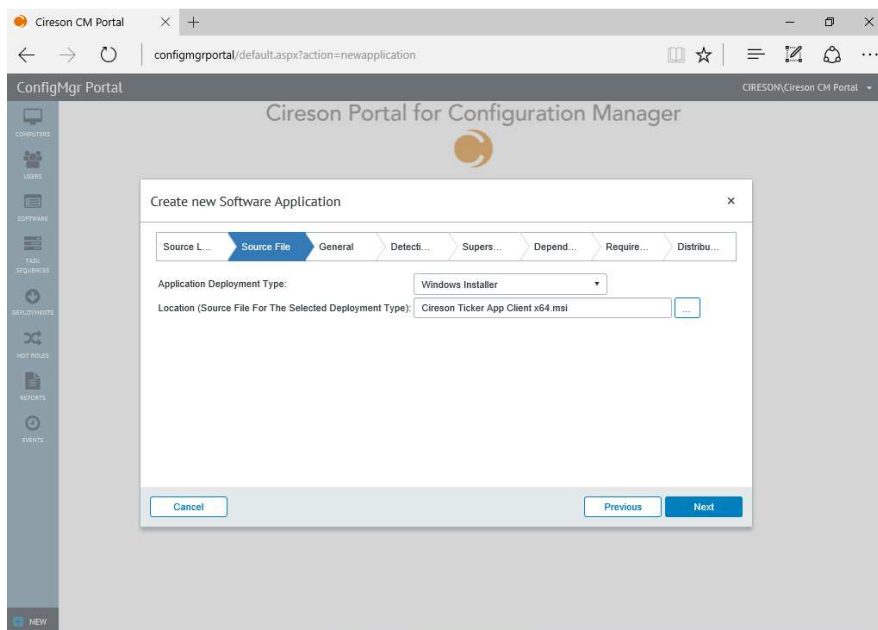 Cireson CM Portal
configmgrportal/default.aspx?action=newapplication
ConfigMgr Portal
CIRESON\Cireson CM Portal
Cireson Portal for Configuration Manager
COMPUTERS
USERS
SOFTWARE
TASK
SEQUENCES
DEPLOYMENTS
MGT ROLES
REPORTS
EVENTS
NEW
Create new Software Application
Source L... Source File General Detecti... Supers... Depend... Require... Distribu...
Application Deployment Type: Windows Installer
Location (Source File For The Selected Deployment Type): Cireson Ticker App Client x64.msi ...
Cancel Previous Next